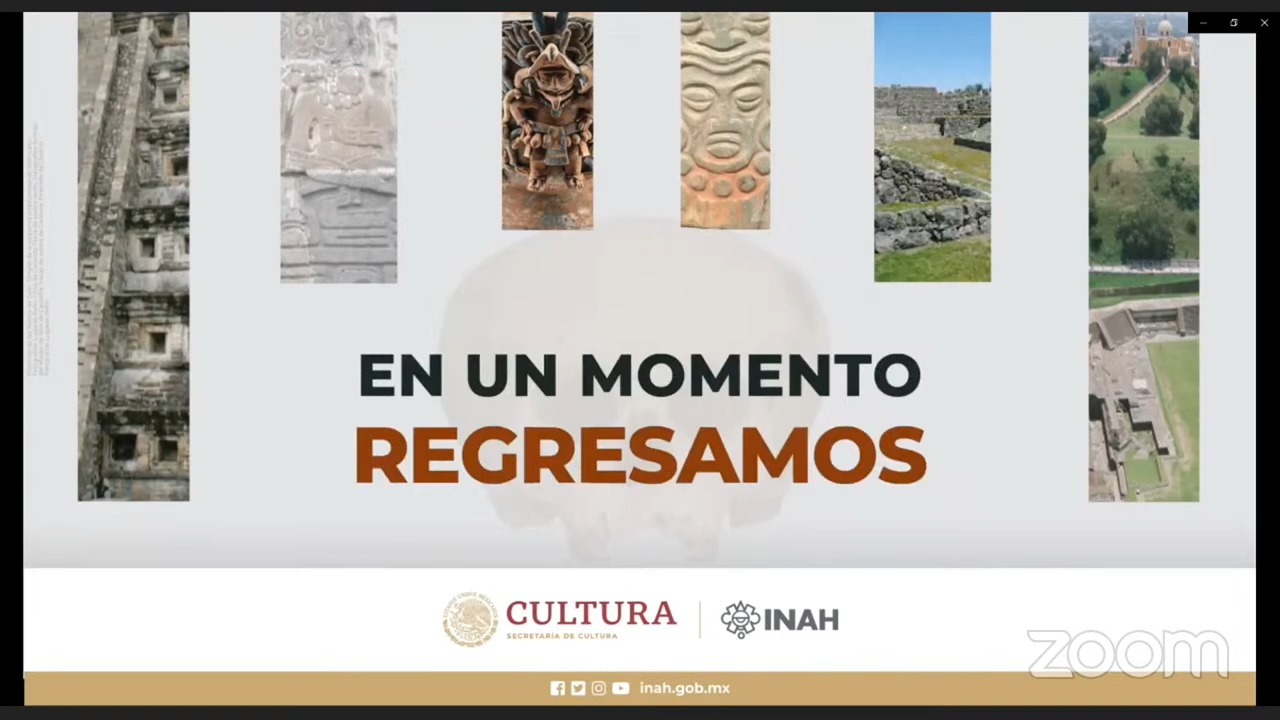 EN UN MOMENTO
REGRESAMOS
CULTURA
SECRETARÍA DE CULTURA
INAH
zoom
inah.gob.mx